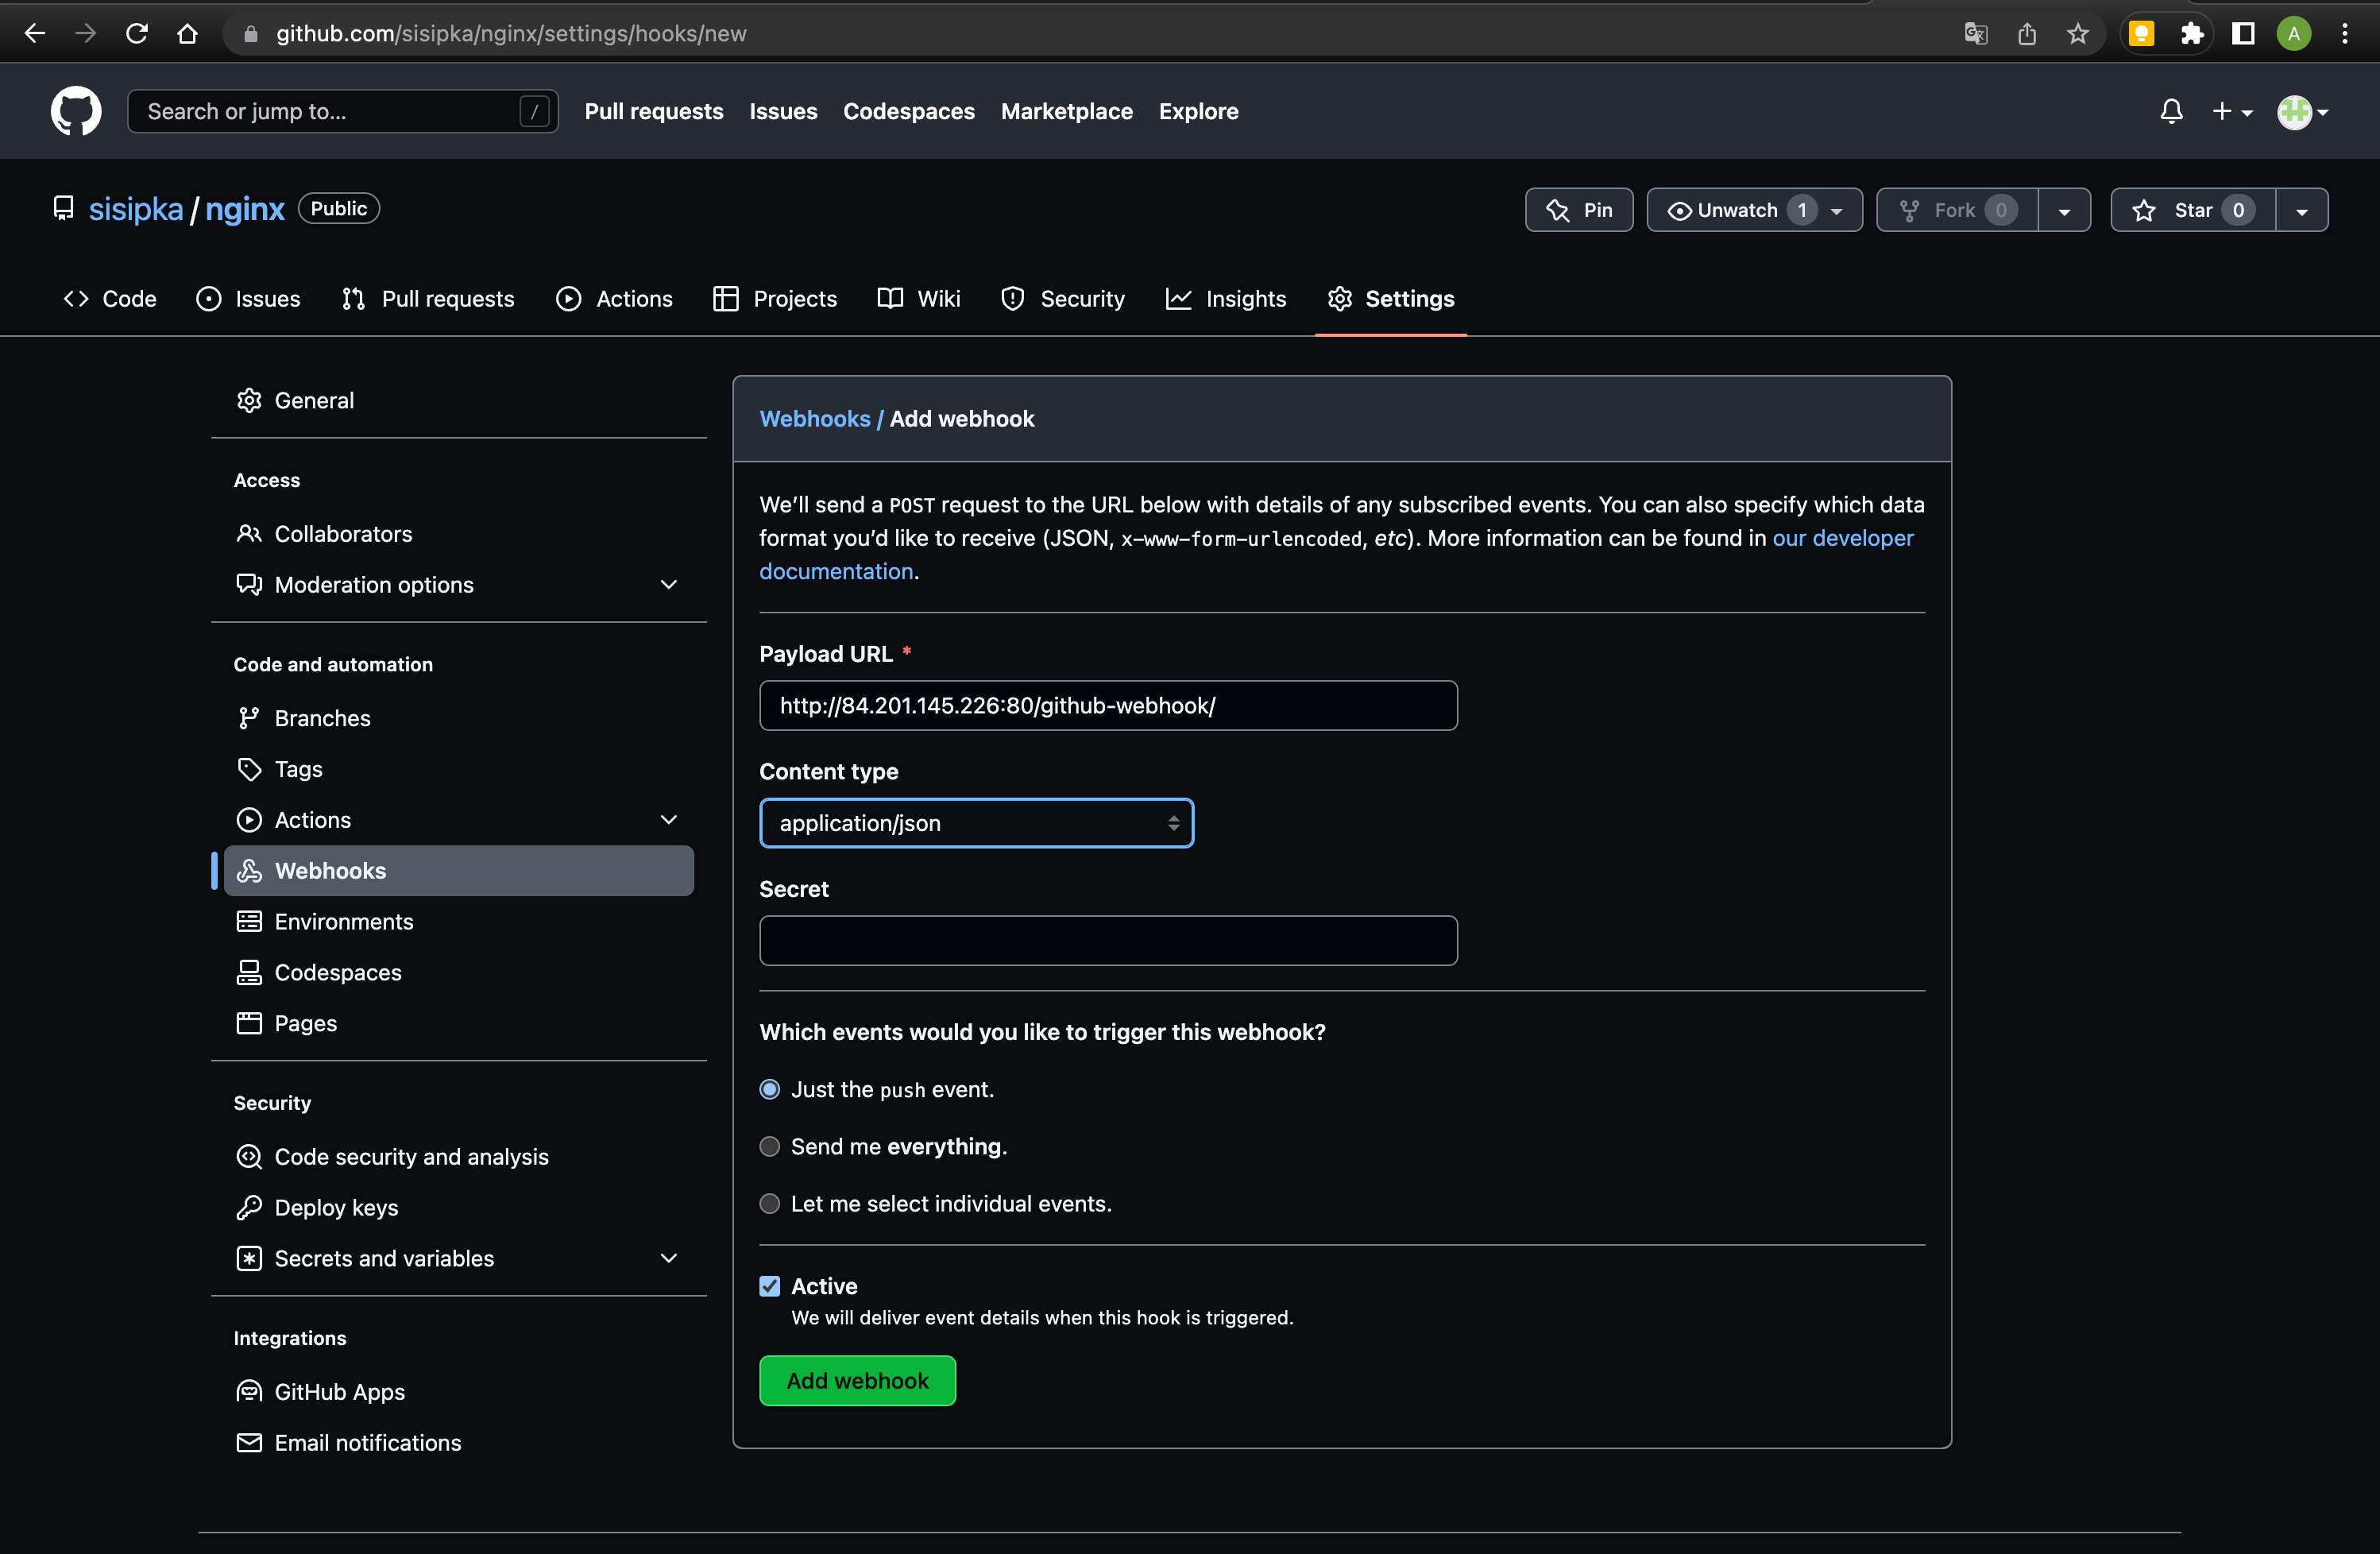 github.com/sisipka/nginx/settings/hooks/new
A
Search or jump to... /
Pull requests Issues Codespaces Marketplace Explore
sisipka / nginx Public
Pin Unwatch 1 Fork 0 Star 0
Code Issues Pull requests Actions Projects Wiki Security Insights Settings
General
Access
Collaborators
Moderation options
Code and automation
Branches
Tags
Actions
Webhooks
Environments
Codespaces
Pages
Security
Code security and analysis
Deploy keys
Secrets and variables
Integrations
GitHub Apps
Email notifications
Webhooks / Add webhook
We’ll send a POST request to the URL below with details of any subscribed events. You can also specify which data
format you’d like to receive (JSON, x-www-form-urlencoded, etc). More information can be found in our developer
documentation.
Payload URL *
http://84.201.145.226:80/github-webhook/
Content type
application/json
Secret
Which events would you like to trigger this webhook?
Just the push event.
Send me everything.
Let me select individual events.
Active
We will deliver event details when this hook is triggered.
Add webhook